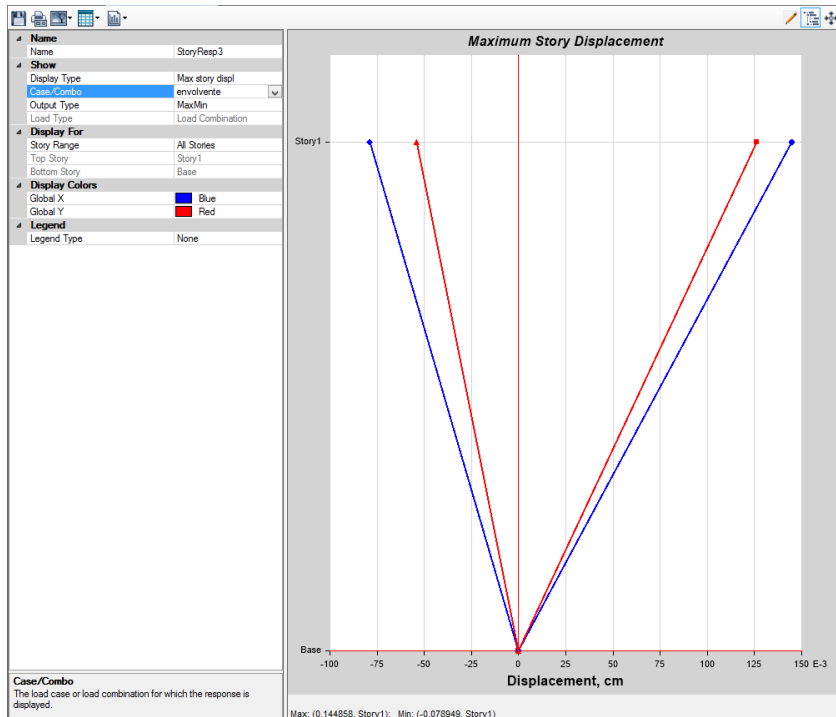 Name
Name StoryResp3
Show
Display Type Max story displ
Case/Combo envolvente
Output Type MaxMin
Load Type Load Combination
Display For
Story Range All Stories
Top Story Story1
Bottom Story Base
Display Colors
Global X Blue
Global Y Red
Legend
Legend Type None
Case/Combo
The load case or load combination for which the response is
displayed.
Maximum Story Displacement
Story1
Base
-100 -75 -50 -25 0 25 50 75 100 125 150 E-3
Displacement, cm
Max: (0.144858, Story1); Min: (-0.078949, Story1)